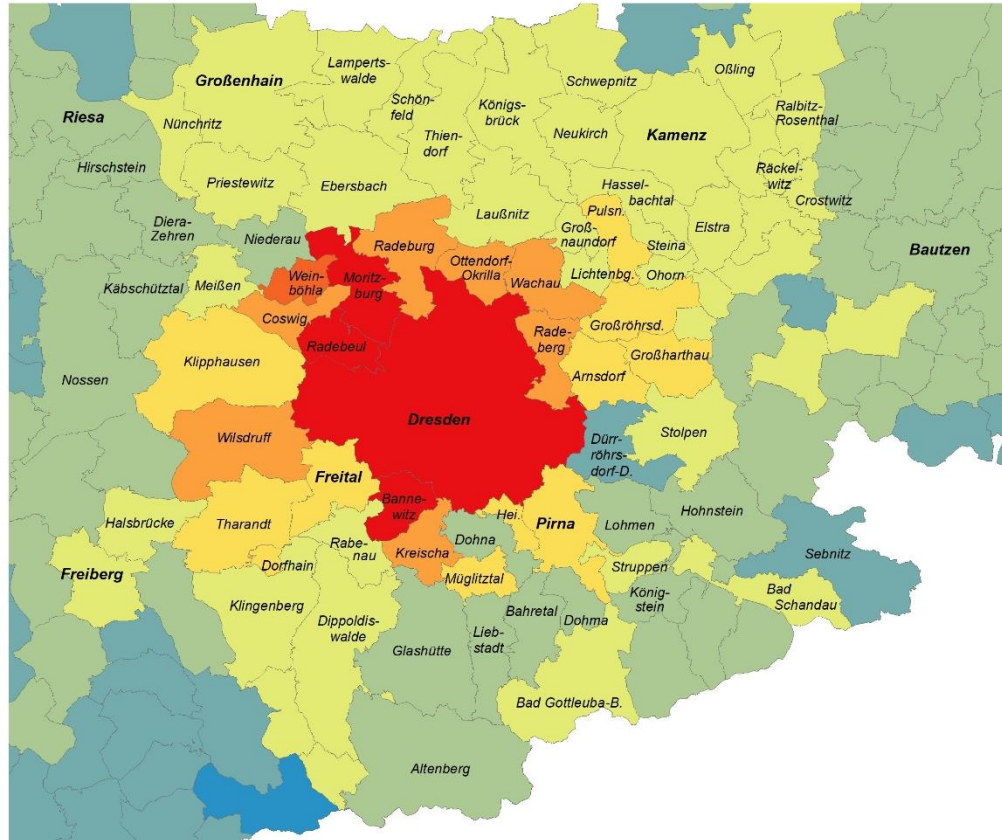 Lamperts-
walde
Großenhain
Schönfeld
Königs-
brück
Schwepnitz
Oßling
Riesa
Nünchritz
Thien-
dorf
Neukirch
Kamenz
Ralbitz-
Rosenthal
Hirschstein
Priestewitz
Ebersbach
Räckel-
witz
Hassel-
bachtal
Crostwitz
Diera-
Zehren
Niederau
Radeburg
Laußnitz
Groß-
naundorf
Pulsn.
Steina
Elstra
Bautzen
Ottendorf-
Okrilla
Wachau
Lichtenbg.
Ohorn
Käbschütztal
Meißen
Wein-
böhla
Moritz-
burg
Coswig
Radebeul
Rade-
berg
Großröhrsd.
Klipphausen
Arnsdorf
Großharthau
Nossen
Dresden
Wilsdruff
Dürr-
röhrs-
dorf-D.
Stolpen
Freital
Banne-
witz
Halsbrücke
Tharandt
Rabe-
nau
Hei.
Pirna
Lohmen
Hohnstein
Dohna
Kreischa
Sebnitz
Freiberg
Dorfhain
Müglitztal
Struppen
Klingenberg
Dippoldis-
walde
Bahretal
Dohma
König-
stein
Bad
Schandau
Glashütte
Lieb-
stadt
Bad Gottleuba-B.
Altenberg